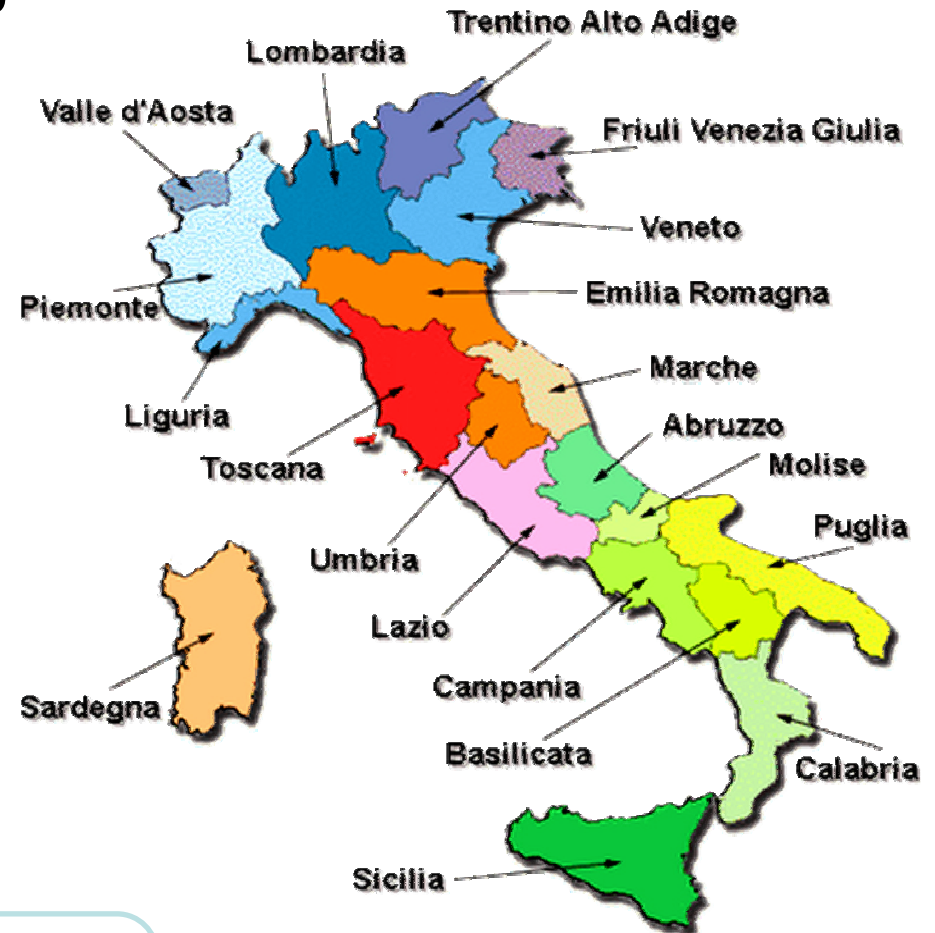 Trentino Alto Adige
Lombardia
Valle d'Aosta
Friuli Venezia Giulia
Veneto
Emilia Romagna
Piemonte
Marche
Liguria
Abruzzo
Toscana
Molise
Puglia
Umbria
Lazio
Campania
Sardegna
Basilicata
Calabria
Sicilia